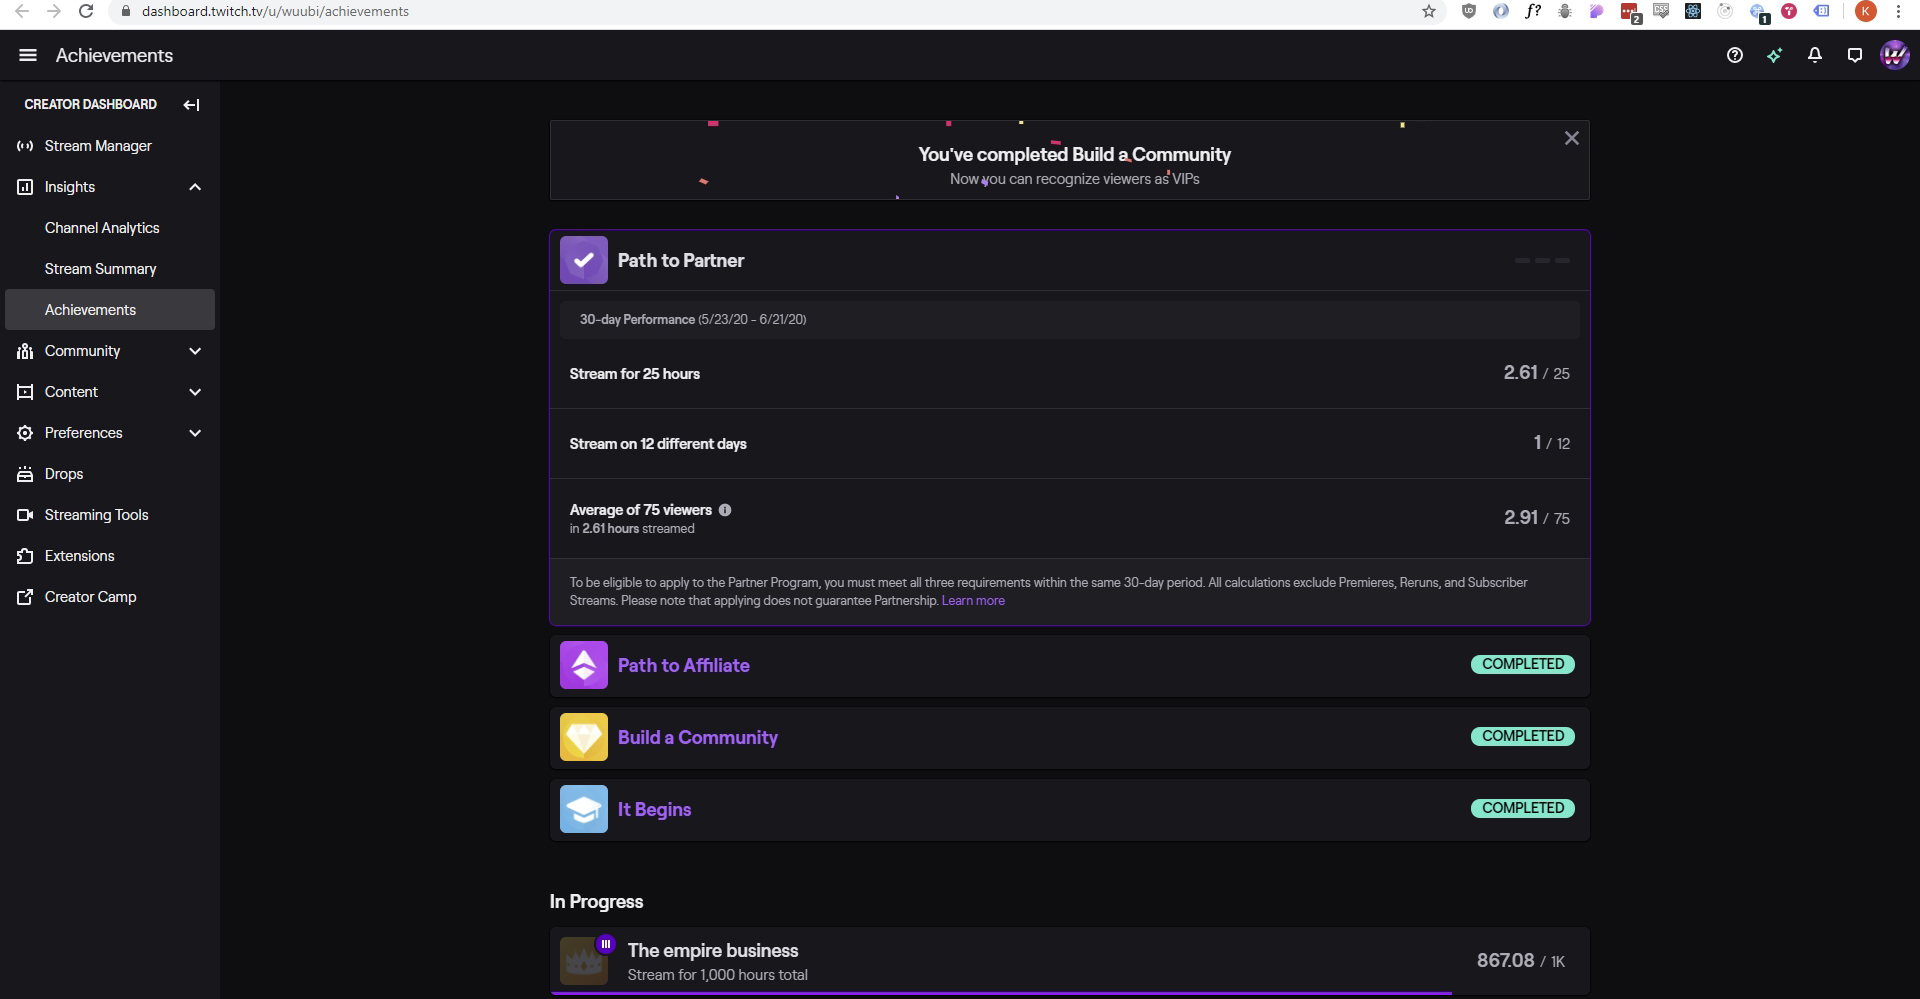 dashboard.twitch.tv/u/wuubi/achievements
f?
2
1
K
Achievements
CREATOR DASHBOARD
Stream Manager
Insights
Channel Analytics
Stream Summary
Achievements
Community
Content
Preferences
Drops
Streaming Tools
Extensions
Creator Camp
You've completed Build a Community
Now you can recognize viewers as VIPs
Path to Partner
30-day Performance (5/23/20 - 6/21/20)
Stream for 25 hours
2.61 / 25
Stream on 12 different days
1 / 12
Average of 75 viewers
in 2.61 hours streamed
2.91 / 75
To be eligible to apply to the Partner Program, you must meet all three requirements within the same 30-day period. All calculations exclude Premieres, Reruns, and Subscriber
Streams. Please note that applying does not guarantee Partnership. Learn more
Path to Affiliate
COMPLETED
Build a Community
COMPLETED
It Begins
COMPLETED
In Progress
III
The empire business
Stream for 1,000 hours total
867.08 / 1K